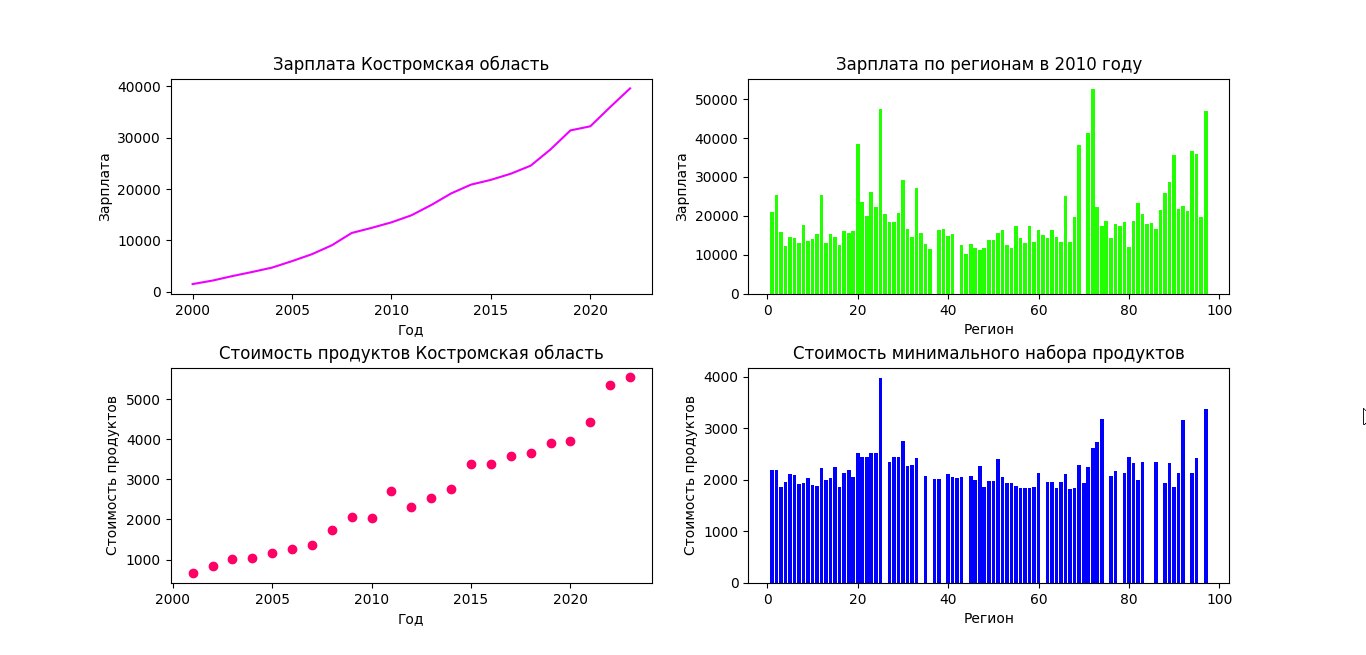 Зарплата Костромская область
Зарплата
40000
30000
20000
10000
0
2000 2005 2010 2015 2020
Год
Зарплата по регионам в 2010 году
Зарплата
50000
40000
30000
20000
10000
0
0 20 40 60 80 100
Регион
Стоимость продуктов Костромская область
Стоимость продуктов
5000
4000
3000
2000
1000
2000 2005 2010 2015 2020
Год
Стоимость минимального набора продуктов
Стоимость продуктов
4000
3000
2000
1000
0
0 20 40 60 80 100
Регион